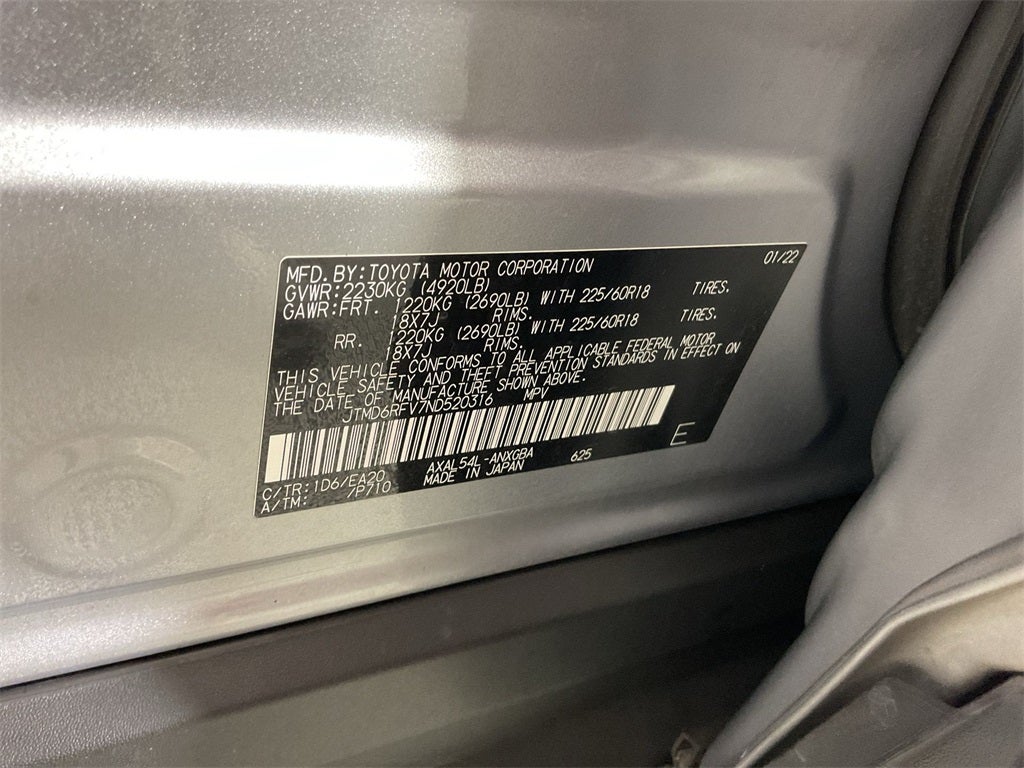 MFD. BY: TOYOTA MOTOR CORPORATION 01/22
GVWR: 2230KG (4920LB)
GAWR: FRT. 1220KG (2690LB) WITH 225/60R18 TIRES.
18X7J RIMS.
RR. 1220KG (2690LB) WITH 225/60R18 TIRES.
18X7J RIMS.
THIS VEHICLE CONFORMS TO ALL APPLICABLE FEDERAL MOTOR
VEHICLE SAFETY AND THEFT PREVENTION STANDARDS IN EFFECT ON
THE DATE OF MANUFACTURE SHOWN ABOVE.
JTMD6RFV7ND520316 MPV
E
C/TR: 1D6/EA20 AXAL54L-ANXGBA 625
A/TM: /P710 MADE IN JAPAN